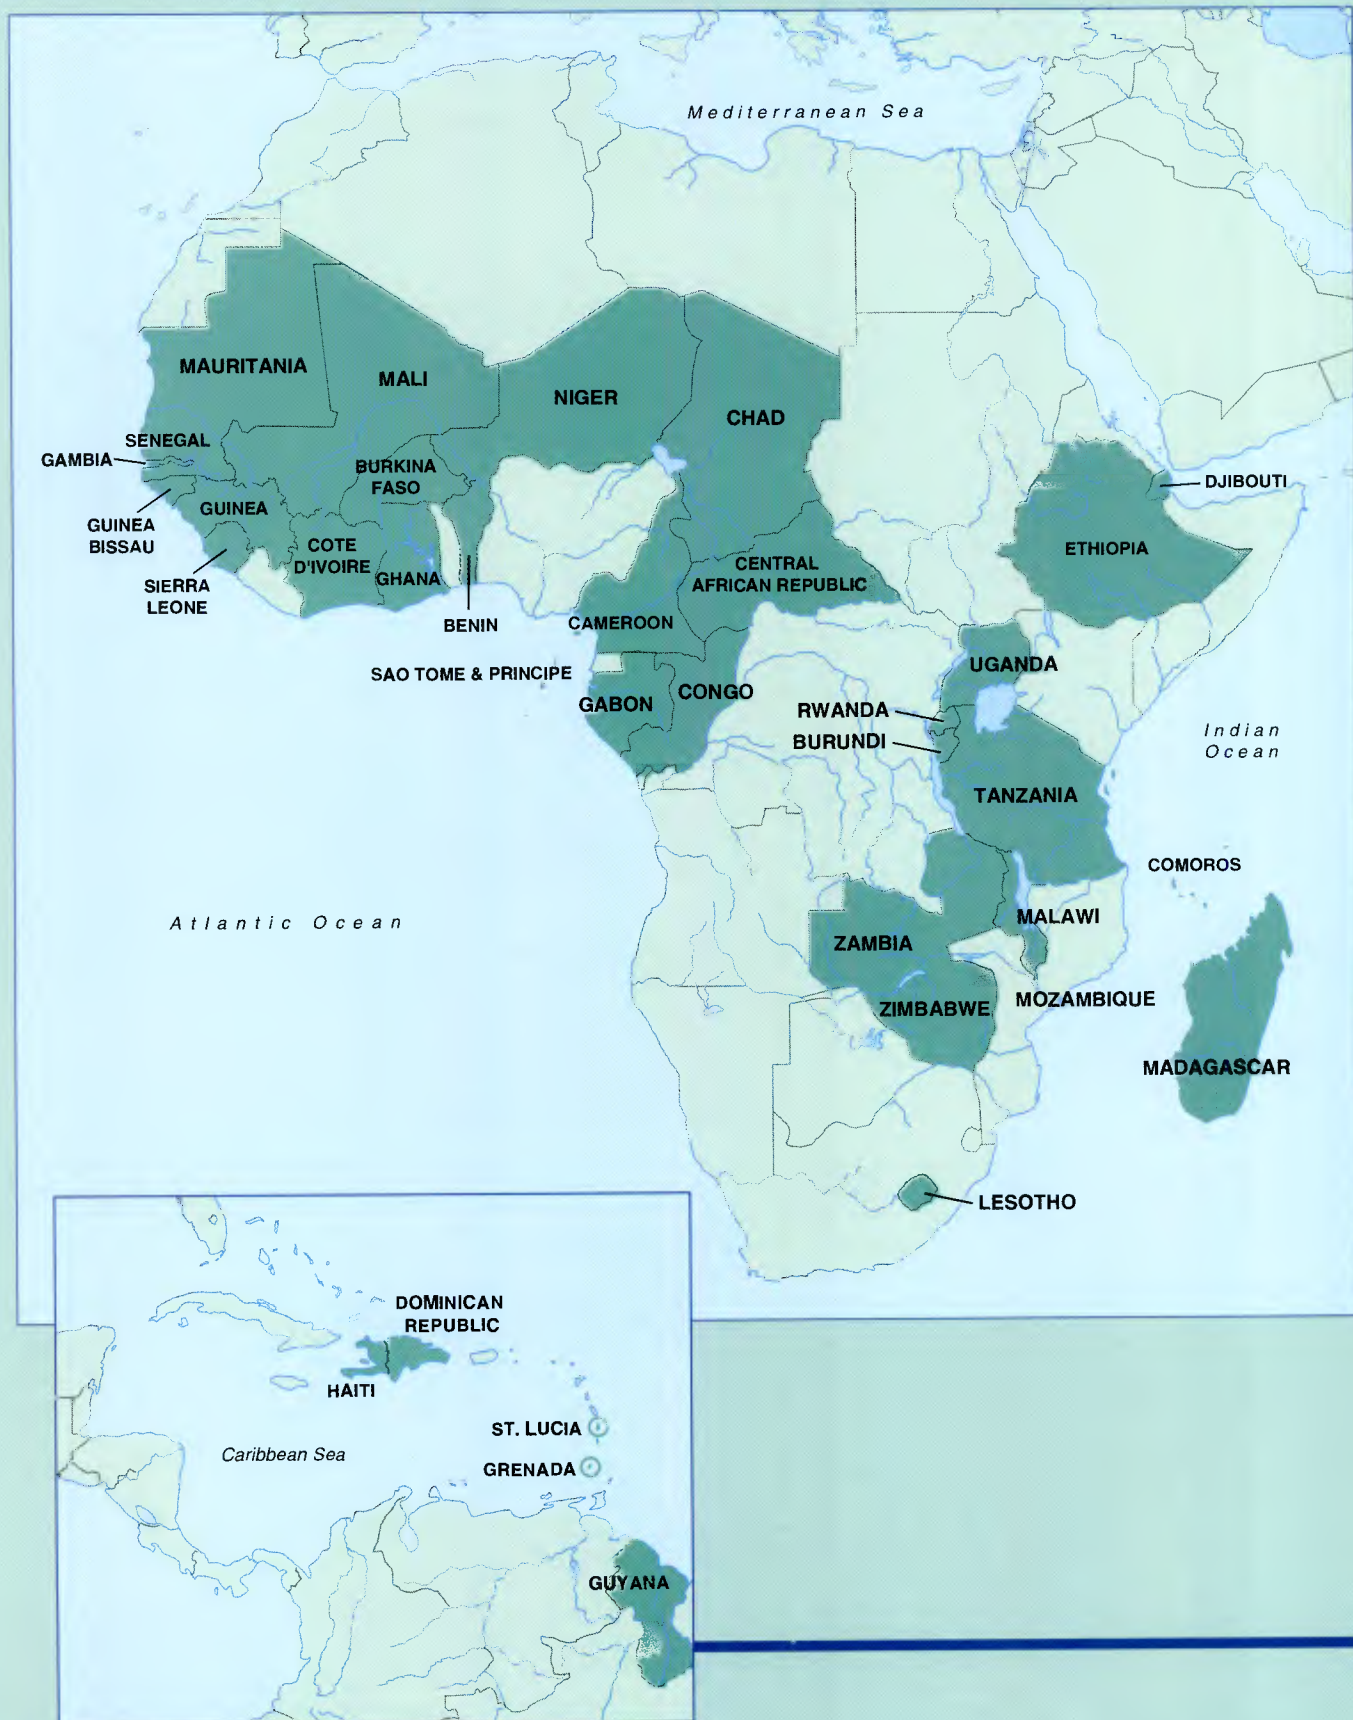 Mediterranean Sea
MAURITANIA
MALI
NIGER
CHAD
SENEGAL
GAMBIA
BURKINA
FASO
GUINEA
GUINEA
BISSAU
SIERRA
LEONE
COTE
D'IVOIRE
GHANA
BENIN
CENTRAL
AFRICAN REPUBLIC
CAMEROON
SAO TOME & PRINCIPE
GABON
CONGO
DJIBOUTI
ETHIOPIA
UGANDA
RWANDA
BURUNDI
TANZANIA
Indian
Ocean
COMOROS
Atlantic Ocean
MALAWI
ZAMBIA
ZIMBABWE
MOZAMBIQUE
MADAGASCAR
LESOTHO
DOMINICAN
REPUBLIC
HAITI
ST. LUCIA
Caribbean Sea
GRENADA
GUYANA